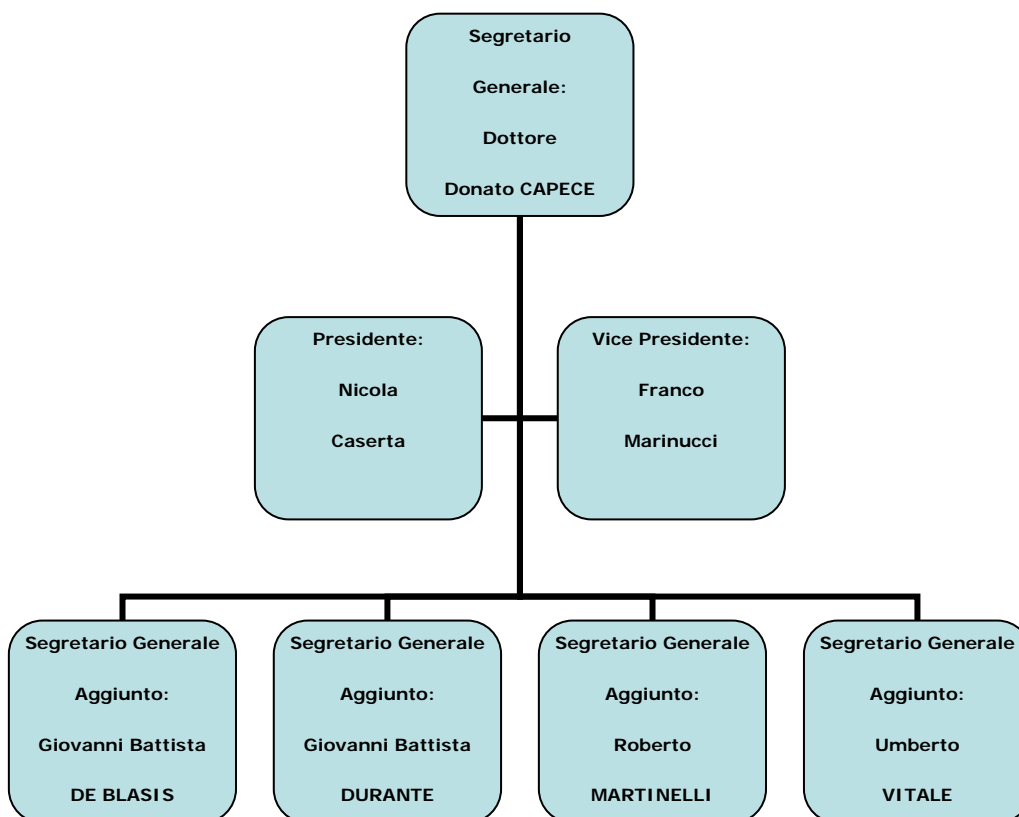 Segretario
Generale:
Dottore
Donato CAPECE
Presidente:
Nicola
Caserta
Vice Presidente:
Franco
Marinucci
Segretario Generale
Aggiunto:
Giovanni Battista
DE BLASIS
Segretario Generale
Aggiunto:
Giovanni Battista
DURANTE
Segretario Generale
Aggiunto:
Roberto
MARTINELLI
Segretario Generale
Aggiunto:
Umberto
VITALE